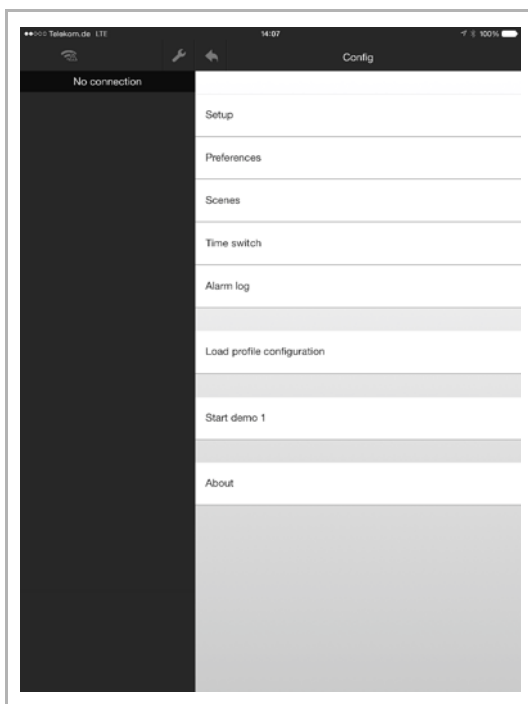 Telekom.de LTE 14:07 100%
Config
No connection
Setup
Preferences
Scenes
Time switch
Alarm log
Load profile configuration
Start demo 1
About